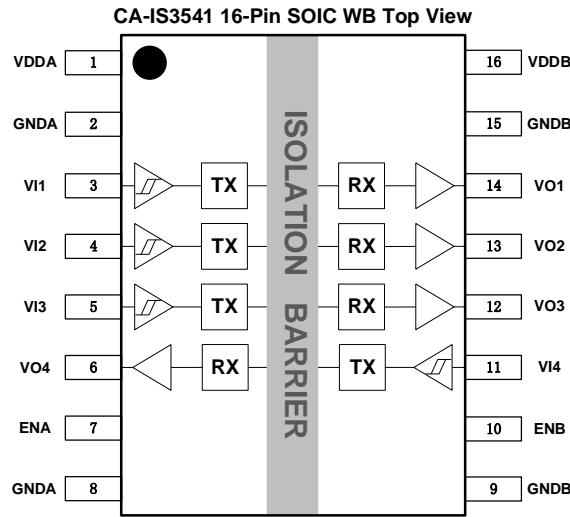 CA-IS3541 16-Pin SOIC WB Top View
VDDA 1 16 VDDB
GNDA 2 15 GNDB
VI1 3 TX RX 14 VO1
VI2 4 TX RX 13 VO2
VI3 5 TX RX 12 VO3
VO4 6 RX TX 11 VI4
ENA 7 10 ENB
GNDA 8 9 GNDB
ISOLATION BARRIER